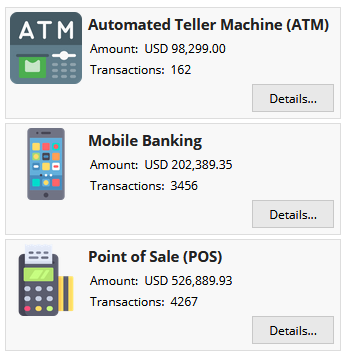 ATM
Automated Teller Machine (ATM)
Amount: USD 98,299.00
Transactions: 162
Details...
Mobile Banking
Amount: USD 202,389.35
Transactions: 3456
Details...
Point of Sale (POS)
Amount: USD 526,889.93
Transactions: 4267
Details...